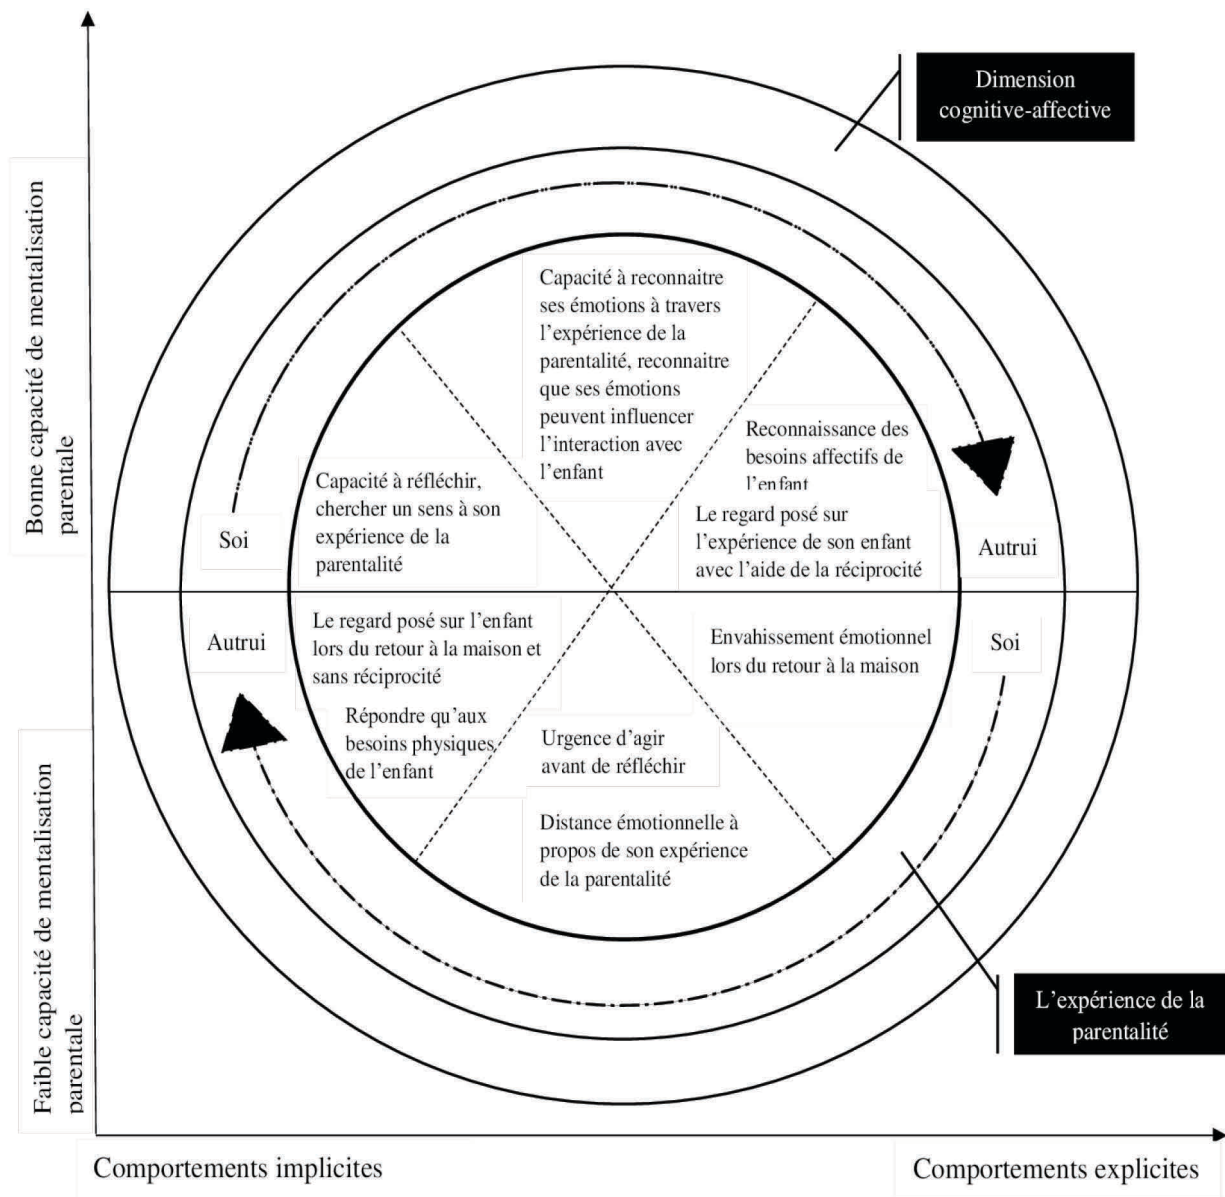 Dimension
cognitive-affective
Bonne capacité de mentalisation
parentale
Capacité à reconnaitre
ses émotions à travers
l’expérience de la
parentalité, reconnaitre
que ses émotions
peuvent influencer
l’interaction avec
l’enfant
Reconnaissance des
besoins affectifs de
l’enfant
Capacité à réfléchir,
chercher un sens à son
expérience de la
parentalité
Le regard posé sur
l’expérience de son enfant
avec l’aide de la réciprocité
Soi
Autrui
Autrui
Le regard posé sur l’enfant
lors du retour à la maison et
sans réciprocité
Envahissement émotionnel
lors du retour à la maison
Soi
Répondre qu’aux
besoins physiques
de l’enfant
Urgence d’agir
avant de réfléchir
Distance émotionnelle à
propos de son expérience
de la parentalité
Faible capacité de mentalisation
parentale
L’expérience de la
parentalité
Comportements implicites
Comportements explicites